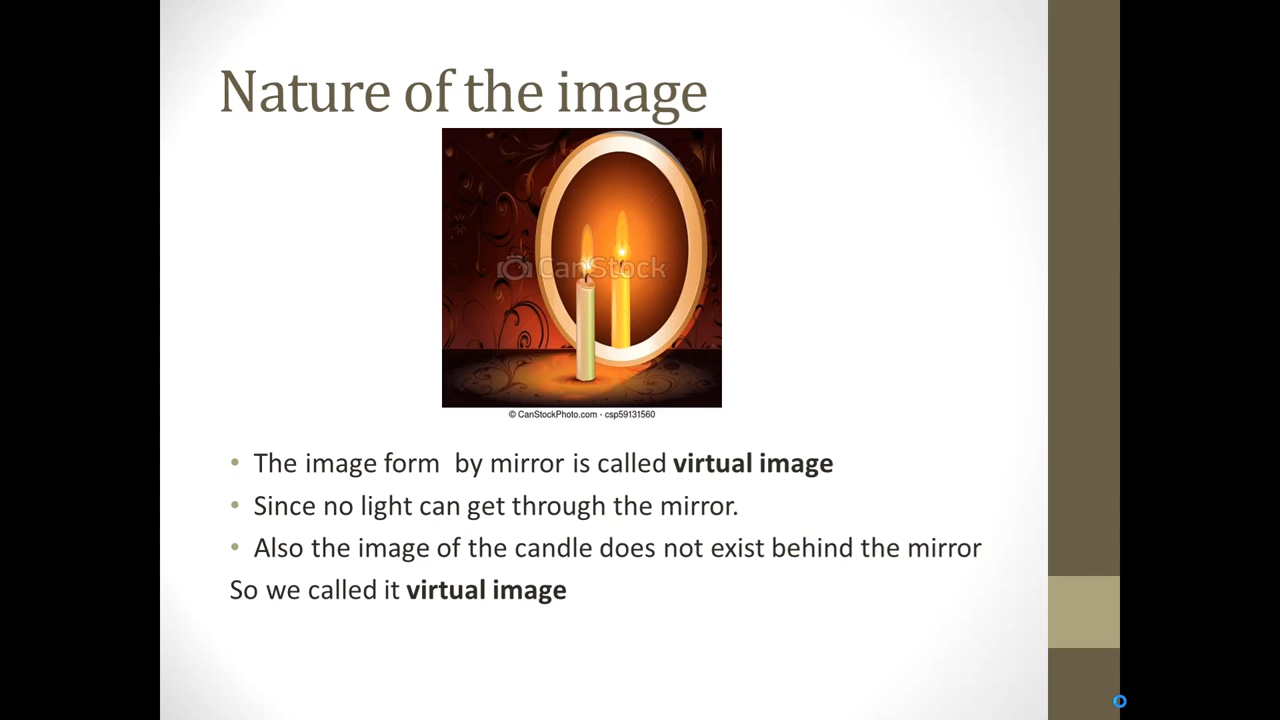 Nature of the image
CanStock
© CanStockPhoto.com - csp59131560
• The image form  by mirror is called virtual image
• Since no light can get through the mirror.
• Also the image of the candle does not exist behind the mirror
So we called it virtual image